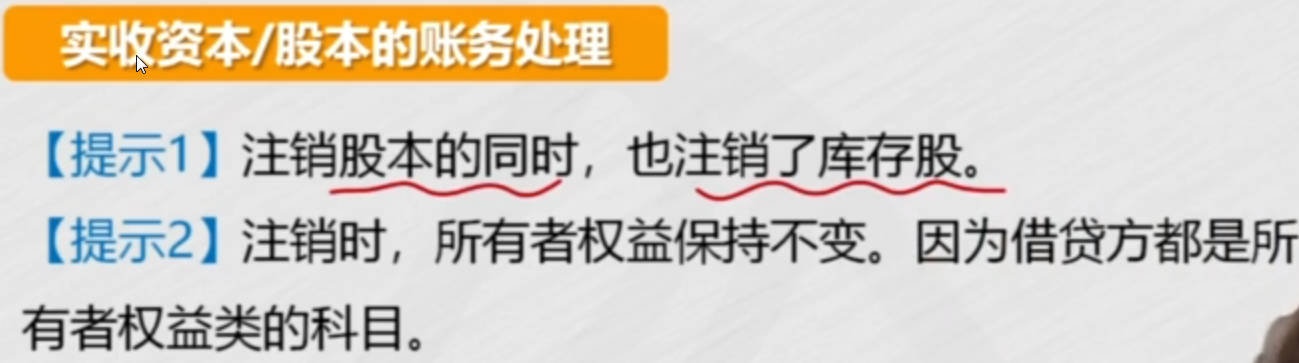 实收资本/股本的账务处理
【提示1】注销股本的同时，也注销了库存股。
【提示2】注销时，所有者权益保持不变。因为借贷方都是所
有者权益类的科目。